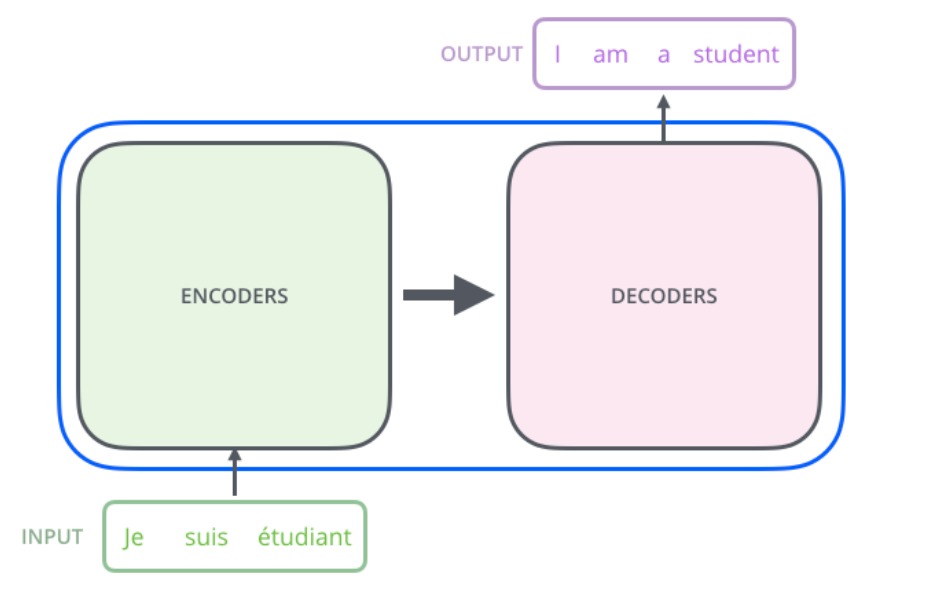 OUTPUT I am a student
ENCODERS DECODERS
INPUT Je suis étudiant